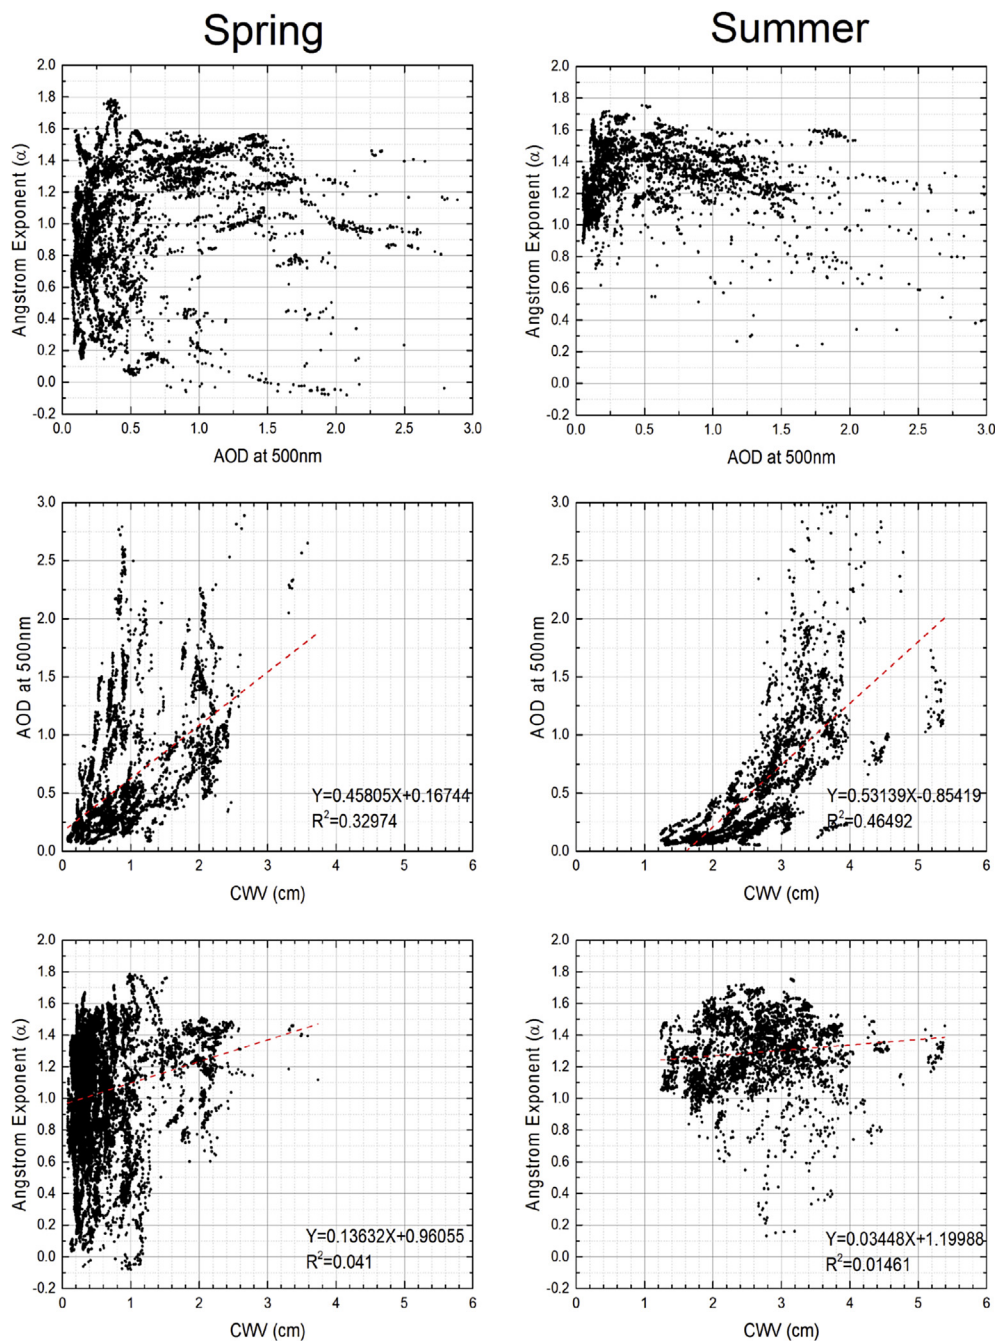 Spring
Summer
2.0
1.8
1.6
1.4
1.2
1.0
0.8
0.6
0.4
0.2
0.0
-0.2
Angstrom Exponent (α)
0.0 0.5 1.0 1.5 2.0 2.5 3.0
AOD at 500nm
2.0
1.8
1.6
1.4
1.2
1.0
0.8
0.6
0.4
0.2
0.0
-0.2
Angstrom Exponent (α)
0.0 0.5 1.0 1.5 2.0 2.5 3.0
AOD at 500nm
3.0
2.5
2.0
1.5
1.0
0.5
0.0
AOD at 500nm
Y=0.45805X+0.16744
R²=0.32974
0 1 2 3 4 5 6
CWV (cm)
3.0
2.5
2.0
1.5
1.0
0.5
0.0
AOD at 500nm
Y=0.53139X-0.85419
R²=0.46492
0 1 2 3 4 5 6
CWV (cm)
2.0
1.8
1.6
1.4
1.2
1.0
0.8
0.6
0.4
0.2
0.0
-0.2
Angstrom Exponent (α)
Y=0.13632X+0.96055
R²=0.041
0 1 2 3 4 5 6
CWV (cm)
2.0
1.8
1.6
1.4
1.2
1.0
0.8
0.6
0.4
0.2
0.0
-0.2
Angstrom Exponent (α)
Y=0.03448X+1.19988
R²=0.01461
0 1 2 3 4 5 6
CWV (cm)